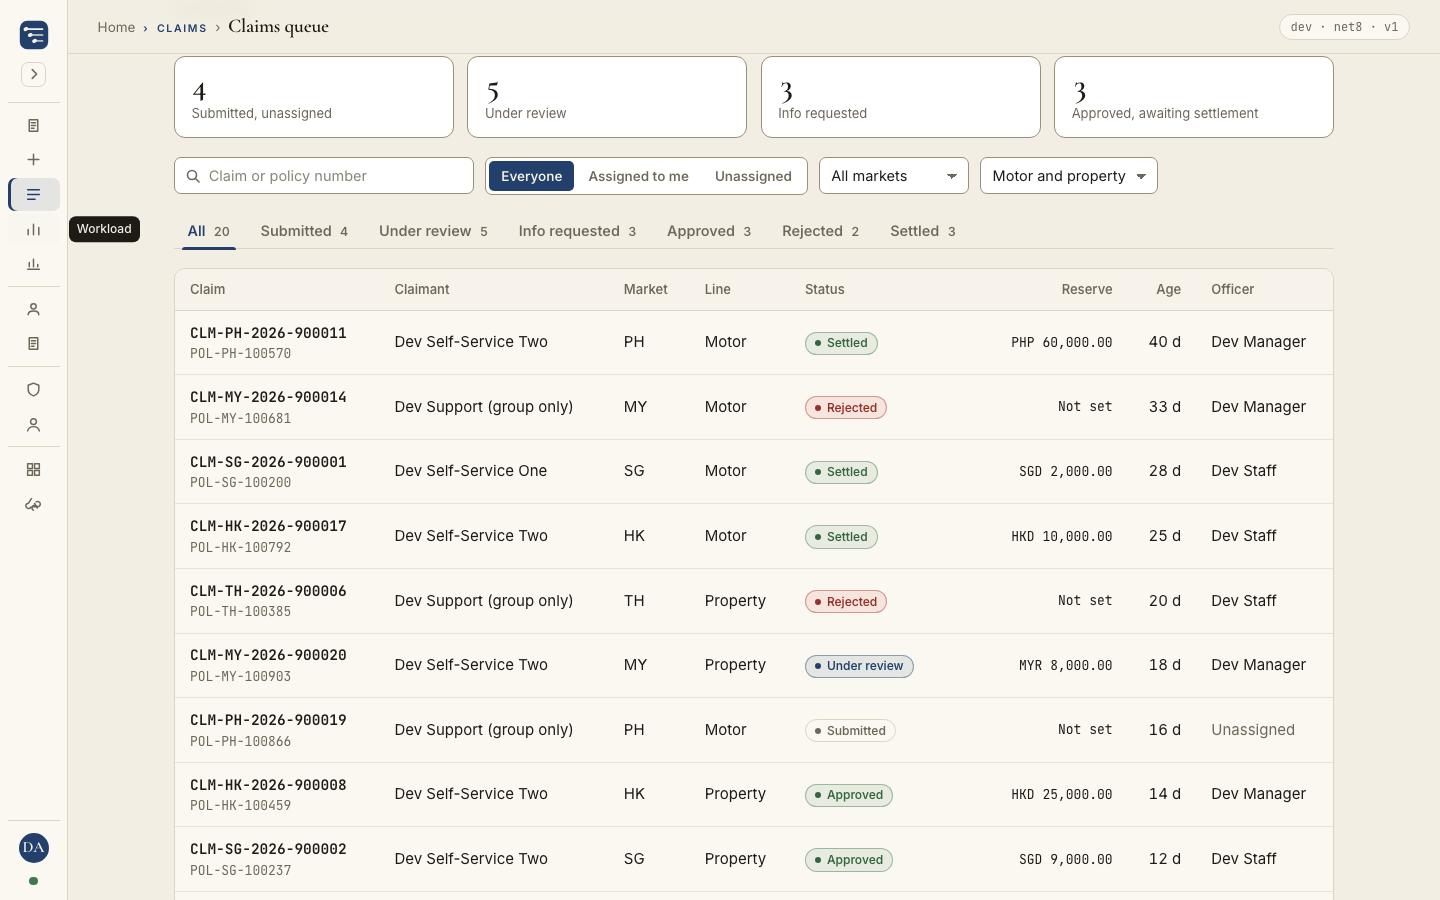 Home › CLAIMS › Claims queue
dev · net8 · v1
4
Submitted, unassigned
5
Under review
3
Info requested
3
Approved, awaiting settlement
Claim or policy number
Everyone Assigned to me Unassigned
All markets
Motor and property
Workload
All 20 Submitted 4 Under review 5 Info requested 3 Approved 3 Rejected 2 Settled 3
Claim Claimant Market Line Status Reserve Age Officer
CLM-PH-2026-900011
POL-PH-100570
Dev Self-Service Two PH Motor Settled PHP 60,000.00 40 d Dev Manager
CLM-MY-2026-900014
POL-MY-100681
Dev Support (group only) MY Motor Rejected Not set 33 d Dev Manager
CLM-SG-2026-900001
POL-SG-100200
Dev Self-Service One SG Motor Settled SGD 2,000.00 28 d Dev Staff
CLM-HK-2026-900017
POL-HK-100792
Dev Self-Service Two HK Motor Settled HKD 10,000.00 25 d Dev Staff
CLM-TH-2026-900006
POL-TH-100385
Dev Support (group only) TH Property Rejected Not set 20 d Dev Staff
CLM-MY-2026-900020
POL-MY-100903
Dev Self-Service Two MY Property Under review MYR 8,000.00 18 d Dev Manager
CLM-PH-2026-900019
POL-PH-100866
Dev Support (group only) PH Motor Submitted Not set 16 d Unassigned
CLM-HK-2026-900008
POL-HK-100459
Dev Self-Service Two HK Property Approved HKD 25,000.00 14 d Dev Manager
CLM-SG-2026-900002
POL-SG-100237
Dev Self-Service Two SG Property Approved SGD 9,000.00 12 d Dev Staff
DA